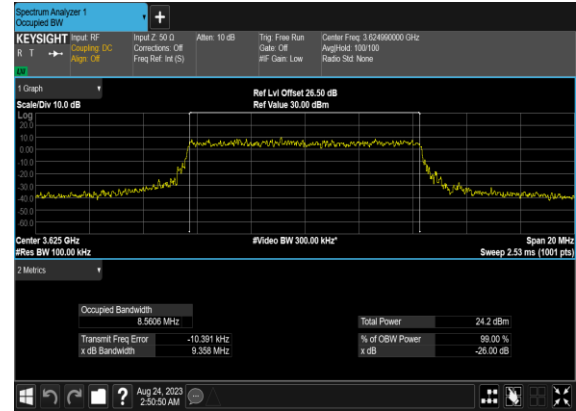 Spectrum Analyzer 1
Occupied BW
+
KEYSIGHT Input: RF Input Z: 50 Ω Atten: 10 dB Trig: Free Run Center Freq: 3.624990000 GHz
R T Coupling: DC Corrections: Off Gate: Off Avg|Hold: 100/100
Align: Off Freq Ref: Int (S) #IF Gain: Low Radio Std: None
LU
1 Graph
Ref Lvl Offset 26.50 dB
Scale/Div 10.0 dB Ref Value 30.00 dBm
Log
20.0
10.0
0.00
-10.0
-20.0
-30.0
-40.0
-50.0
-60.0
Center 3.625 GHz #Video BW 300.00 kHz* Span 20 MHz
#Res BW 100.00 kHz Sweep 2.53 ms (1001 pts)
2 Metrics
Occupied Bandwidth
8.5606 MHz Total Power 24.2 dBm
Transmit Freq Error -10.391 kHz % of OBW Power 99.00 %
x dB Bandwidth 9.358 MHz x dB -26.00 dB
? Aug 24, 2023
2:50:50 AM